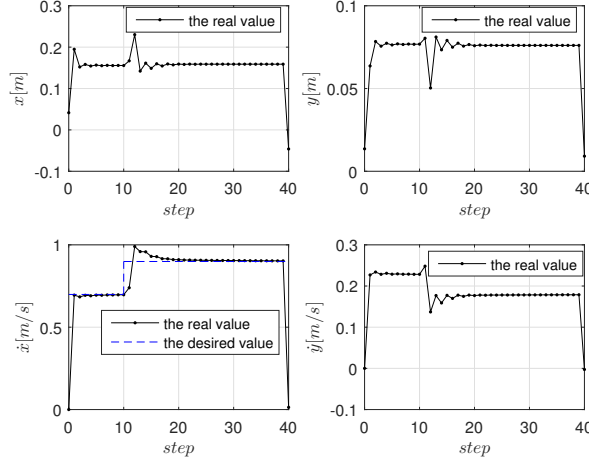 0.3
0.2
0.1
0
-0.1
x[m]
the real value
0 10 20 30 40
step
0.1
0.05
0
y[m]
the real value
0 10 20 30 40
step
1
0.5
0
ẋ[m/s]
the real value
the desired value
0 10 20 30 40
step
0.3
0.2
0.1
0
-0.1
ẏ[m/s]
the real value
0 10 20 30 40
step